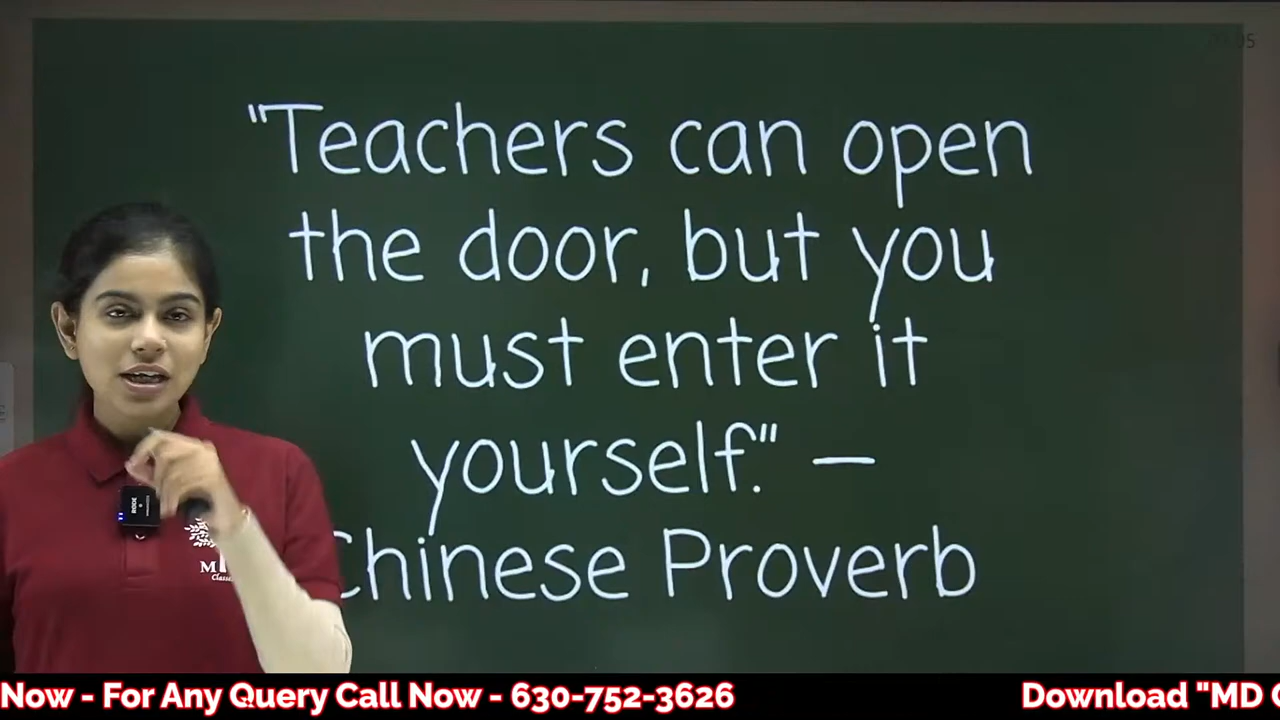 "Teachers can open
the door, but you
must enter it
yourself." —
Chinese Proverb
RODE
Now - For Any Query Call Now - 630-752-3626
Download "MD